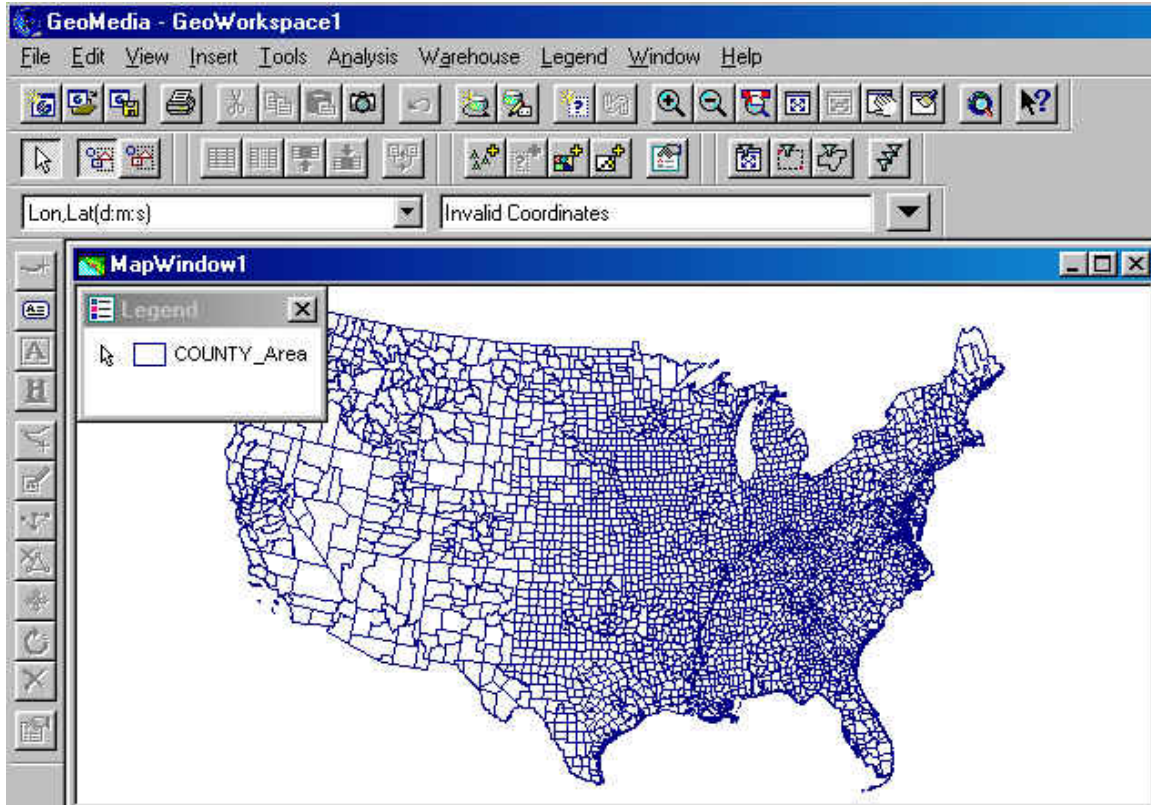 GeoMedia - GeoWorkspace1
File Edit View Insert Tools Analysis Warehouse Legend Window Help
Lon,Lat(d:m:s) Invalid Coordinates
MapWindow1
Legend
COUNTY_Area